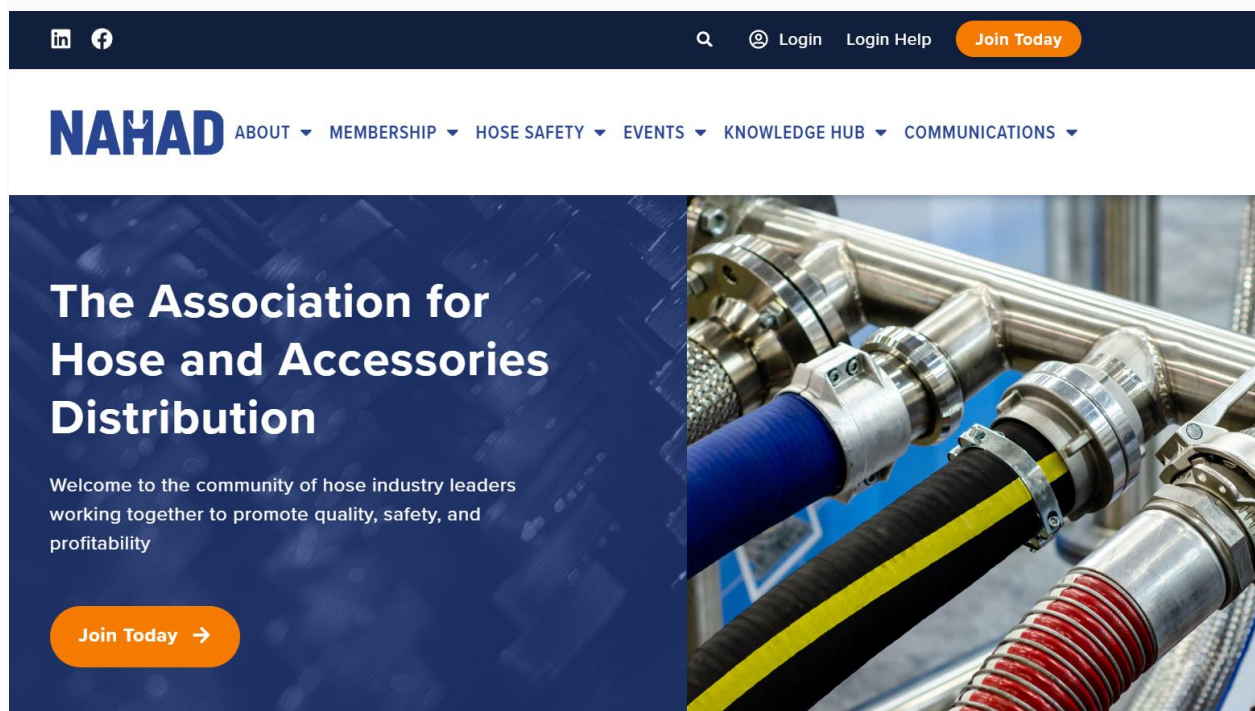 Login
Login Help
Join Today
NAHAD
ABOUT
MEMBERSHIP
HOSE SAFETY
EVENTS
KNOWLEDGE HUB
COMMUNICATIONS
The Association for
Hose and Accessories
Distribution
Welcome to the community of hose industry leaders
working together to promote quality, safety, and
profitability
Join Today →